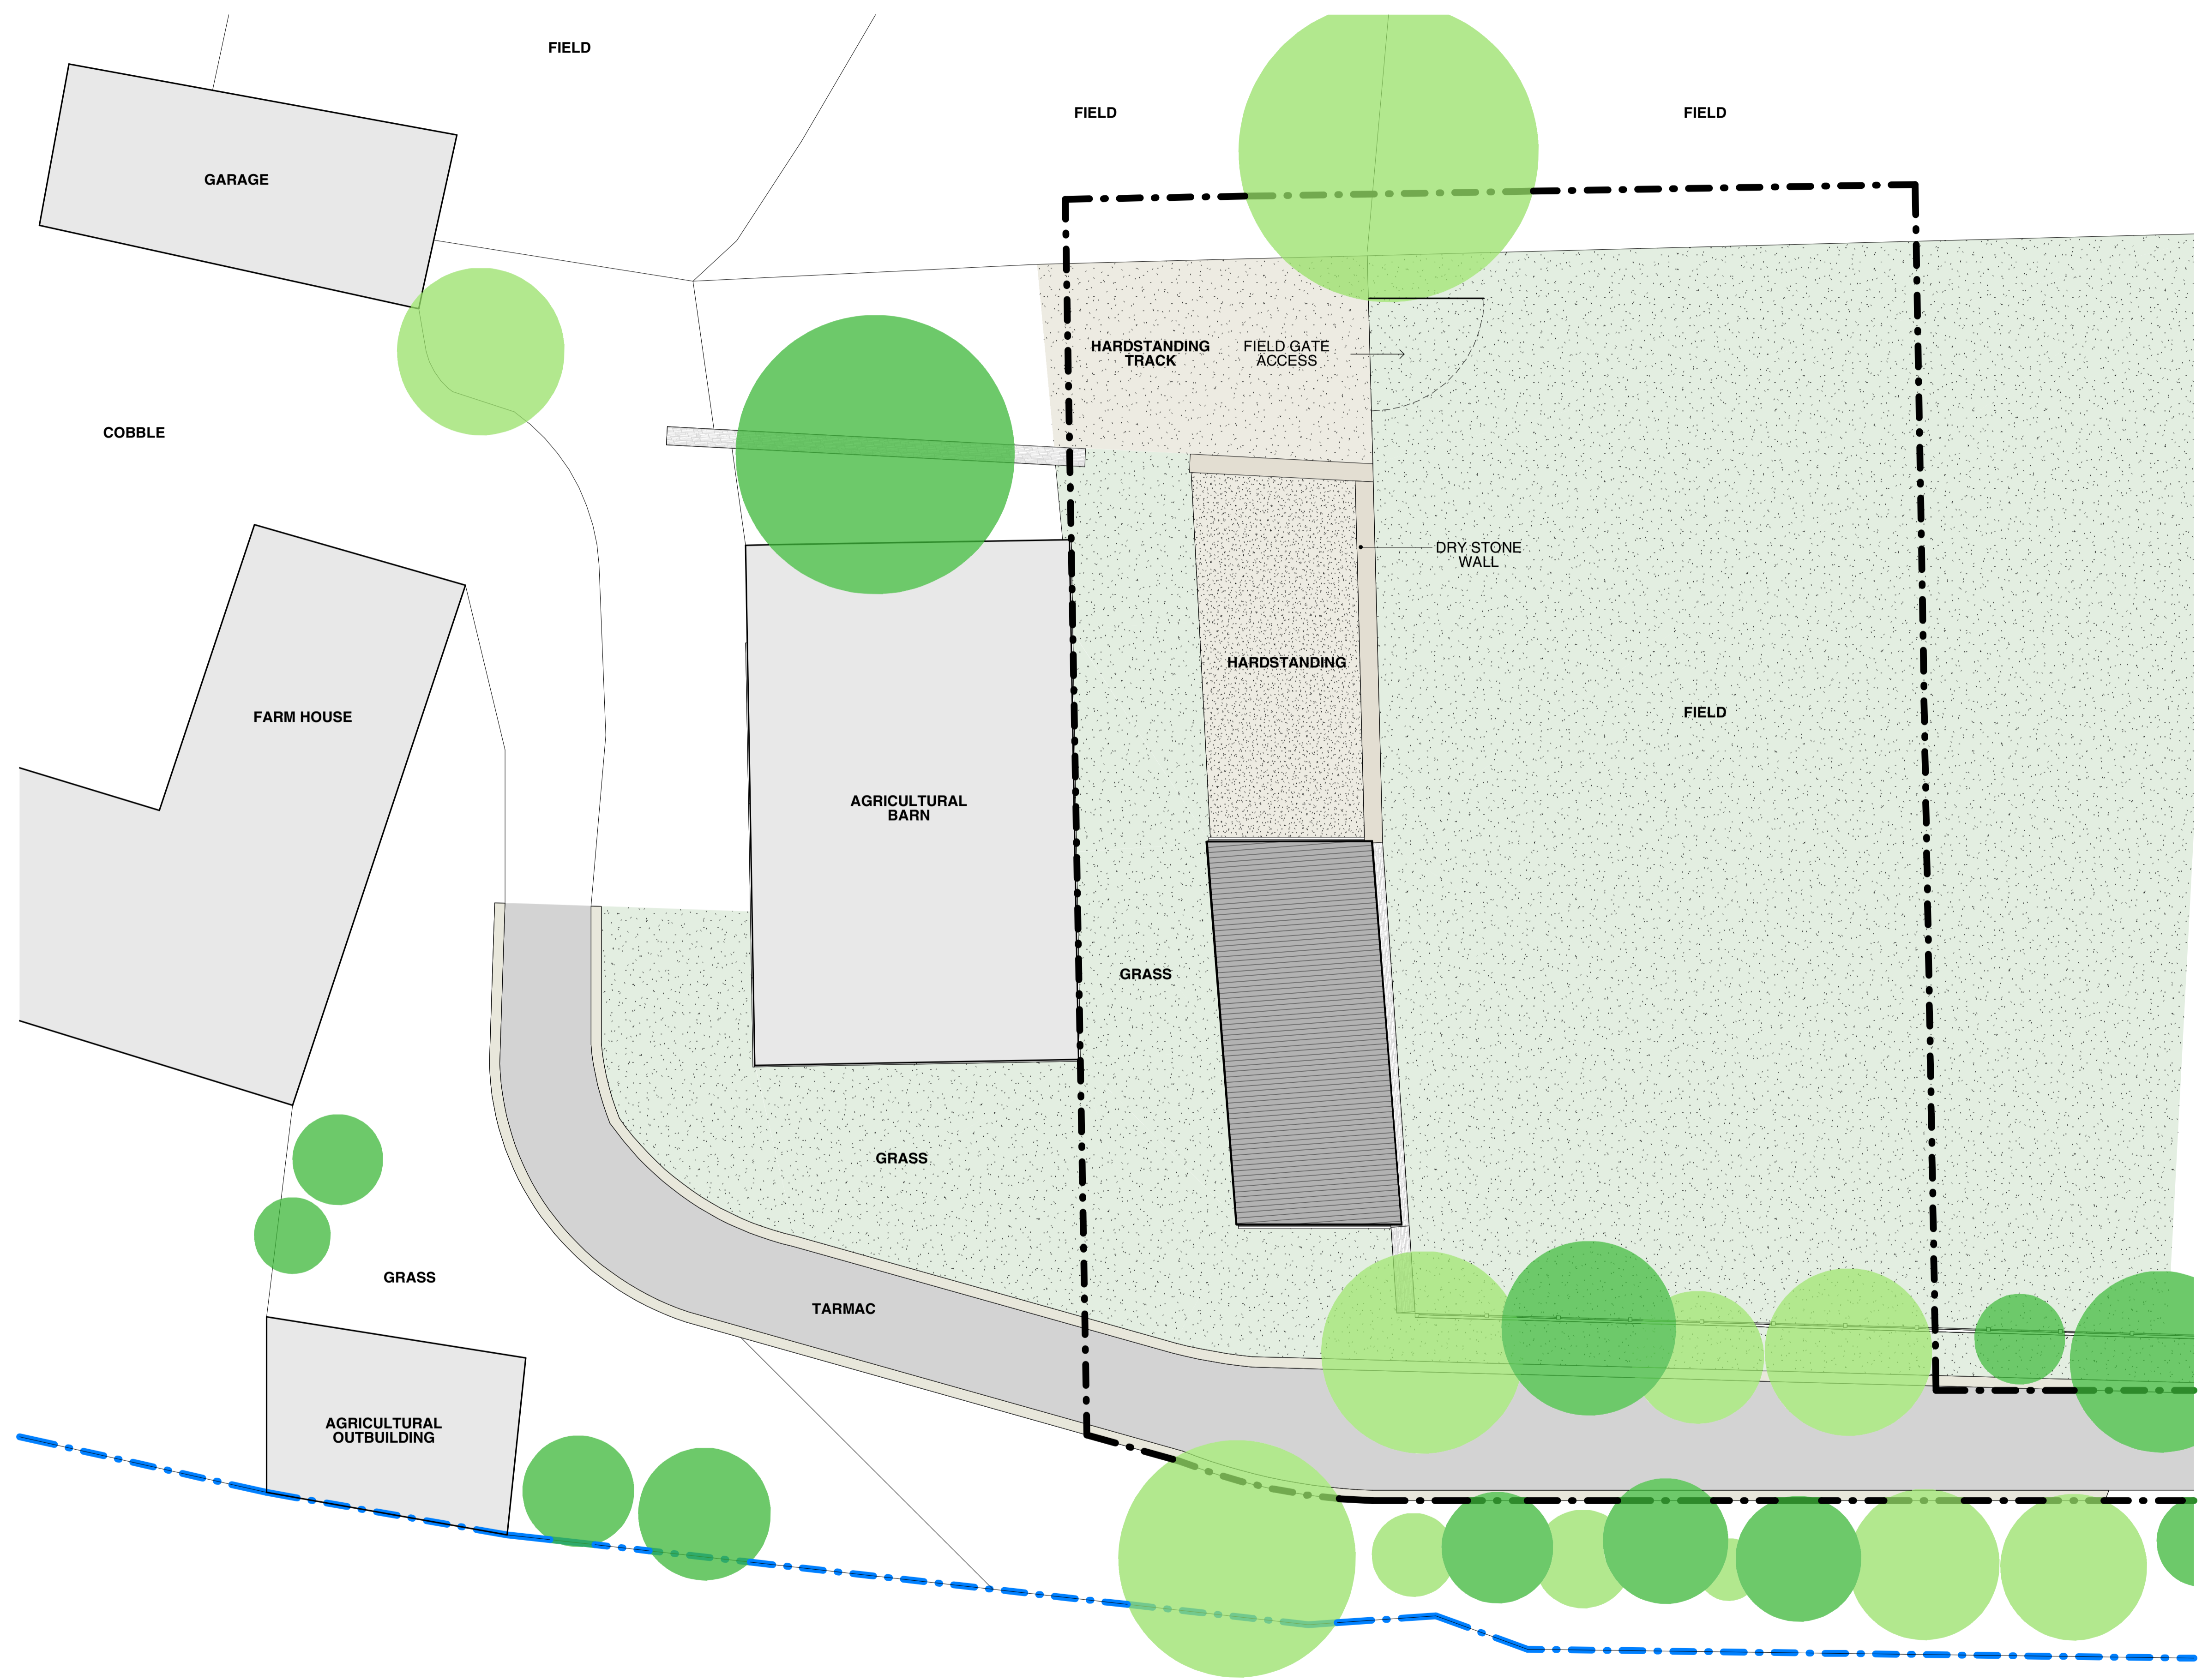 FIELD
FIELD
FIELD
GARAGE
HARDSTANDING
TRACK
FIELD GATE
ACCESS
COBBLE
DRY STONE
WALL
HARDSTANDING
FIELD
FARM HOUSE
AGRICULTURAL
BARN
GRASS
GRASS
GRASS
TARMAC
AGRICULTURAL
OUTBUILDING